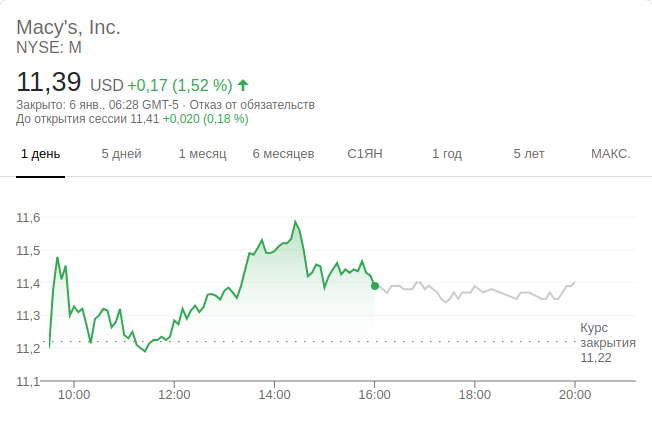 Macy's, Inc.
NYSE: M
11,39 USD +0,17 (1,52 %)
Закрыто: 6 янв., 06:28 GMT-5 · Отказ от обязательств
До открытия сессии 11,41 +0,020 (0,18 %)
1 день 5 дней 1 месяц 6 месяцев С1ЯН 1 год 5 лет МАКС.
11,6
11,5
11,4
11,3
11,2
11,1
Курс
закрытия
11,22
10:00 12:00 14:00 16:00 18:00 20:00